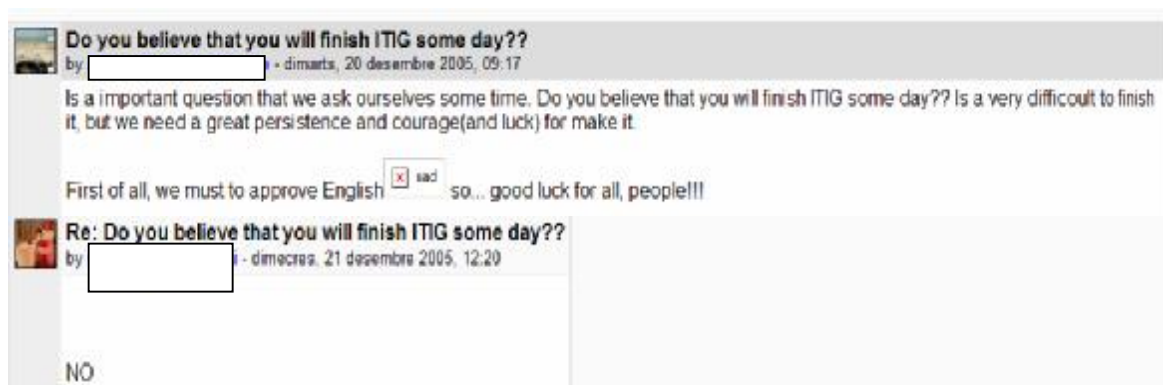 Do you believe that you will finish ITIG some day??
by - dimarts, 20 desembre 2005, 09:17
Is a important question that we ask ourselves some time. Do you believe that you will finish ITIG some day?? Is a very difficoult to finish
it, but we need a great persistence and courage(and luck) for make it.
First of all, we must to approve English sad so... good luck for all, people!!!
Re: Do you believe that you will finish ITIG some day??
by - dimecres, 21 desembre 2005, 12:20
NO